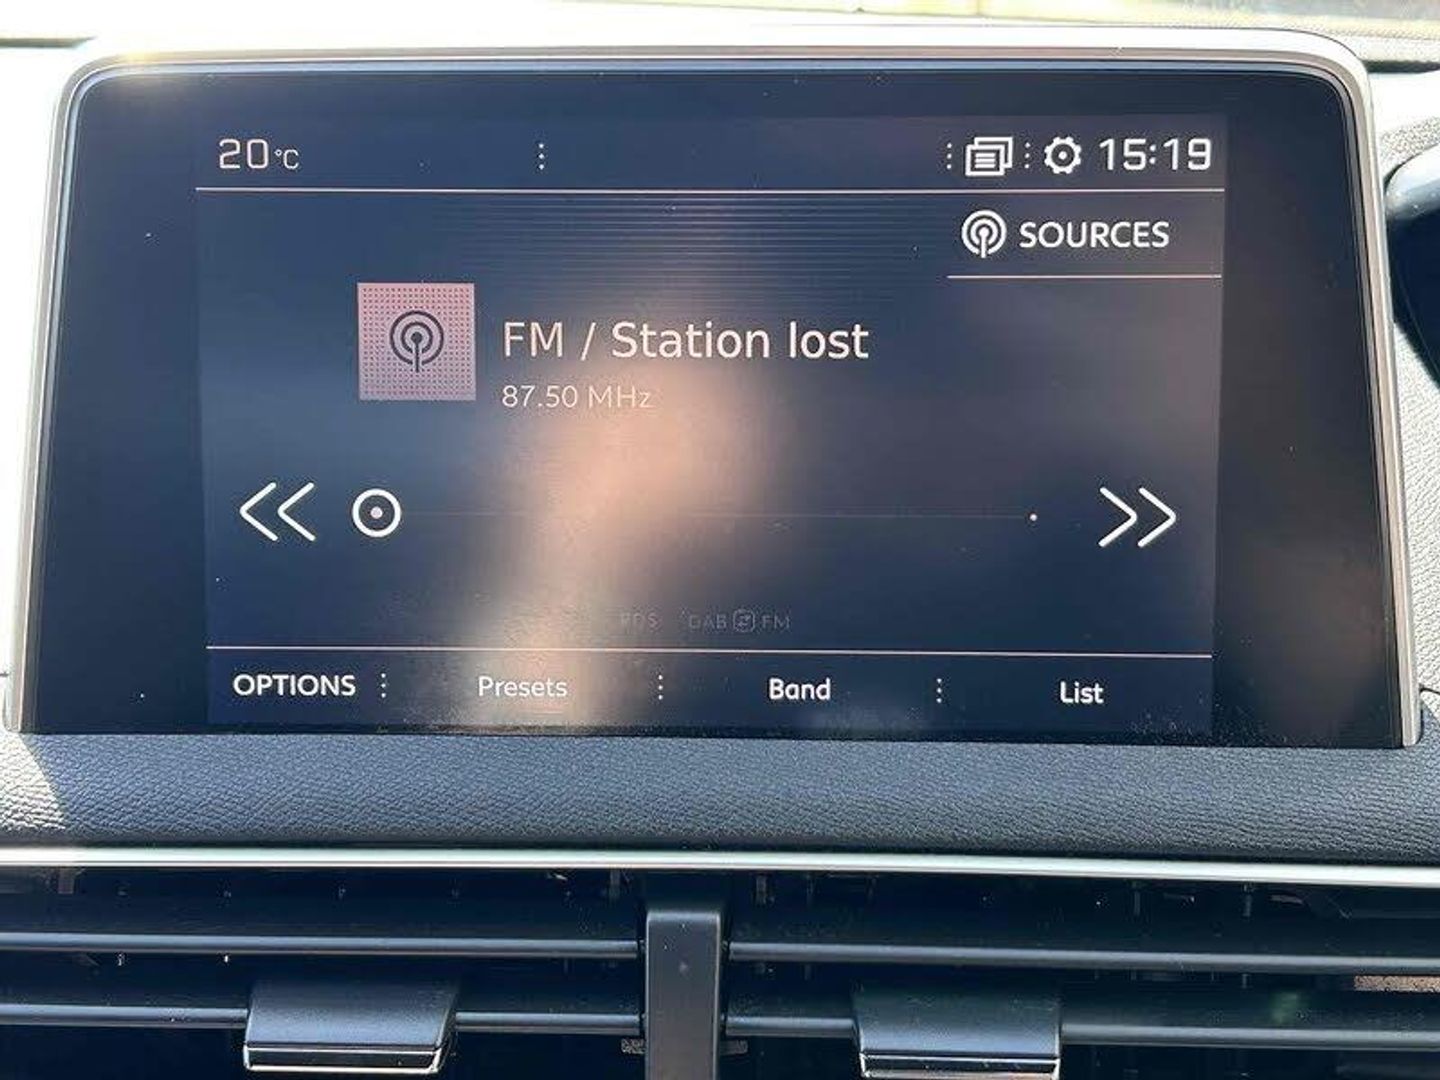 20°C
15:19
SOURCES
FM / Station lost
87.50 MHz
RDS DAB FM
OPTIONS Presets Band List